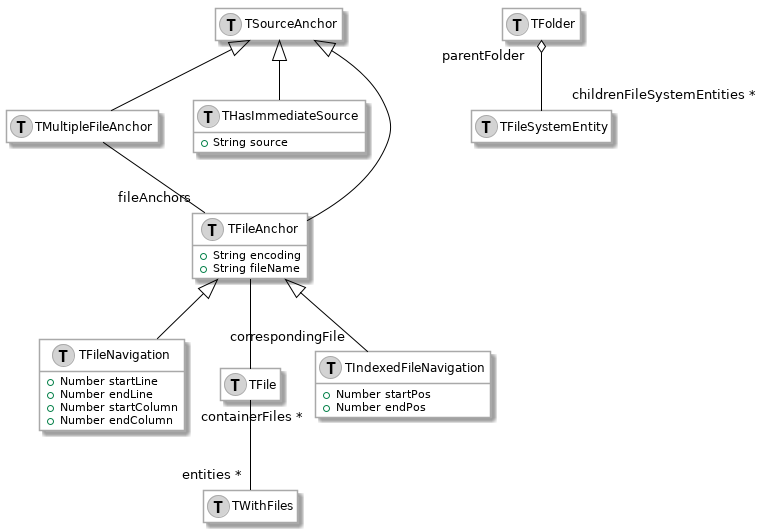 T TSourceAnchor
T TFolder
parentFolder
childrenFileSystemEntities *
T TMultipleFileAnchor
T THasImmediateSource
String source
T TFileSystemEntity
fileAnchors
T TFileAnchor
String encoding
String fileName
T TFileNavigation
Number startLine
Number endLine
Number startColumn
Number endColumn
correspondingFile
T TFile
T TIndexedFileNavigation
Number startPos
Number endPos
containerFiles *
entities *
T TWithFiles